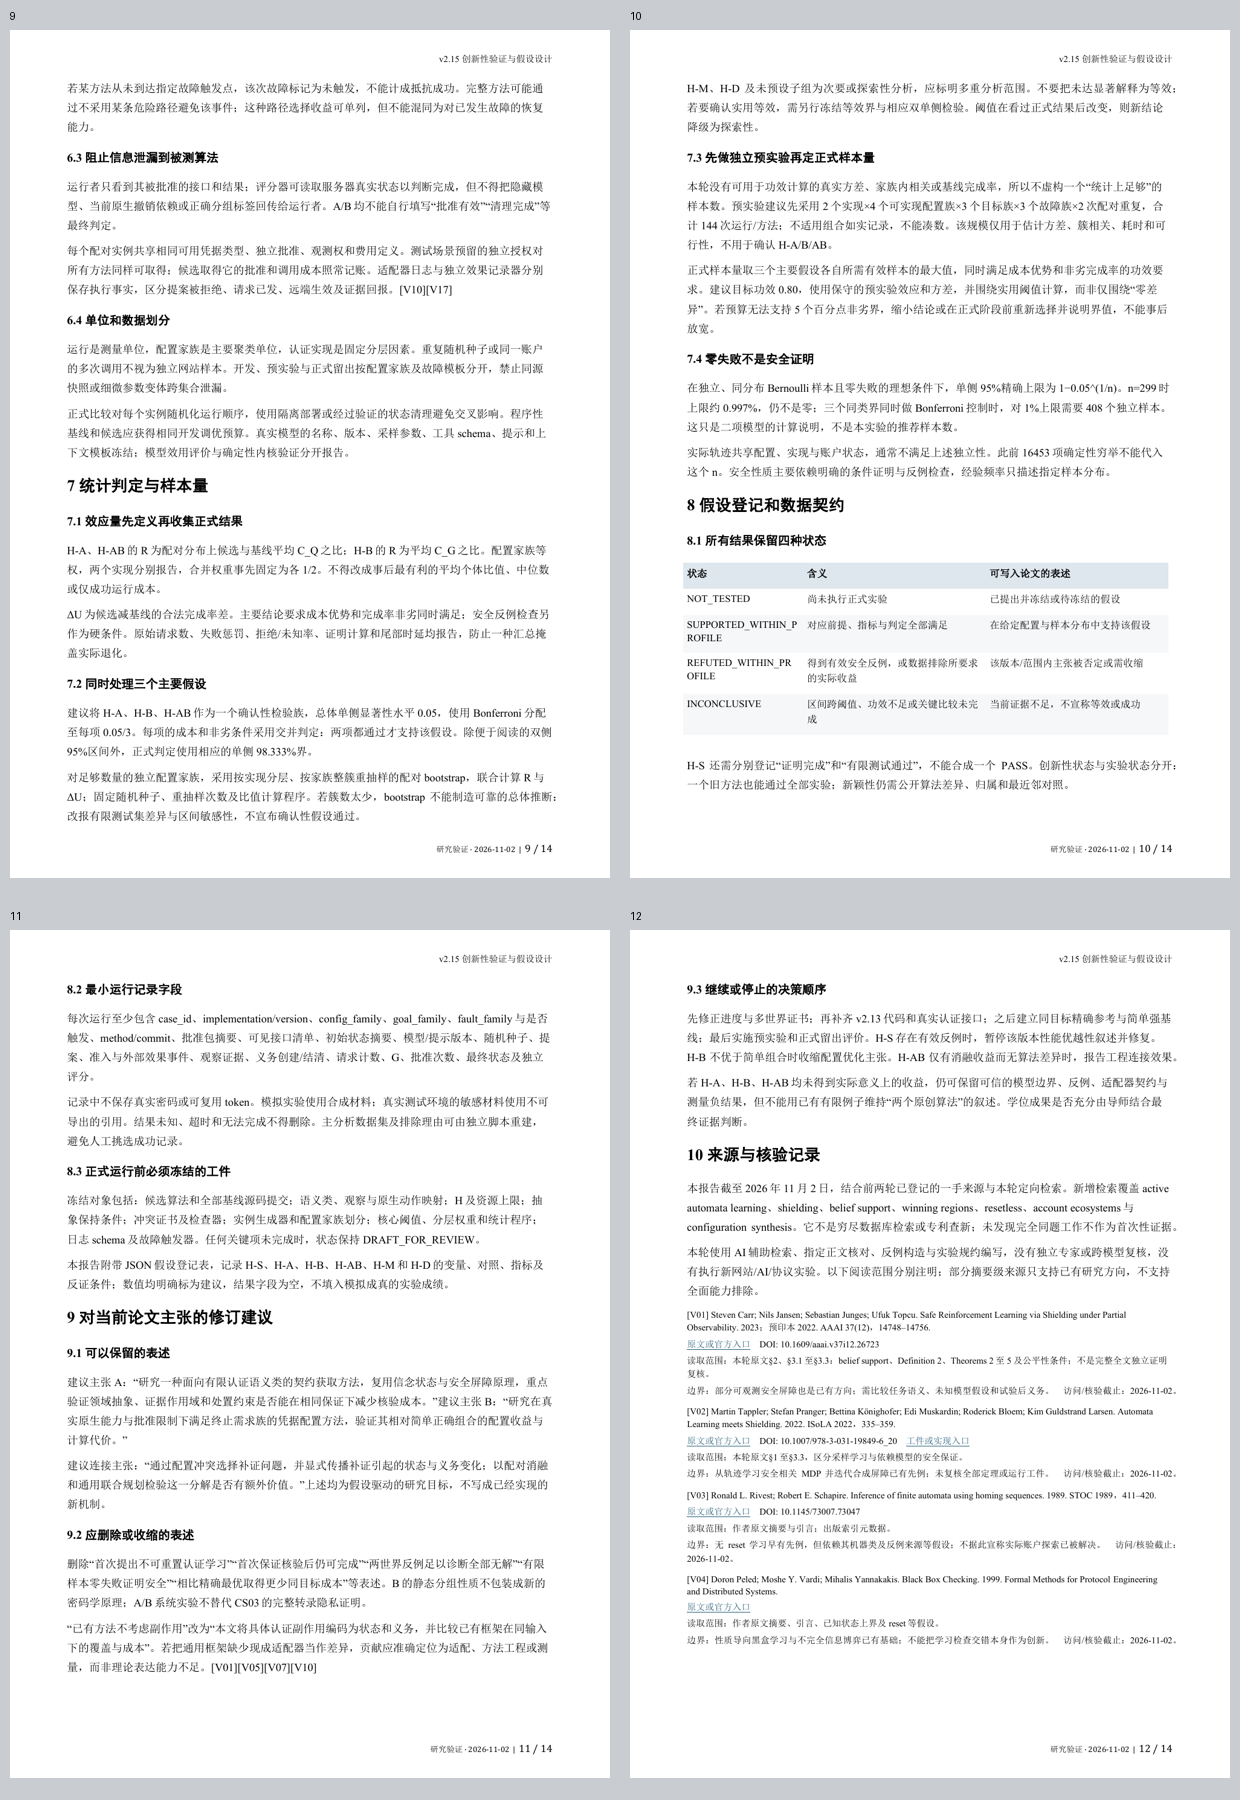 9
v2.15 创新性验证与假设设计
若某方法从未到达指定故障触发点，该次故障标记为未触发，不能计成抵抗成功。完整方法可能通
过不采用某条危险路径避免该事件；这种路径选择收益可单列，但不能混同为对已发生故障的恢复
能力。
6.3 阻止信息泄漏到被测算法
运行者只看到其被批准的接口和结果；评分器可读取服务器真实状态以判断完成，但不得把隐藏模
型、当前原生撤销依赖或正确分组标签回传给运行者。A/B 均不能自行填写“批准有效”“清理完成”等
最终判定。
每个配对实例共享相同可用凭据类型、独立批准、观测权和费用定义。测试场景预留的独立授权对
所有方法同样可取得；候选取得它的批准和调用成本照常记账。适配器日志与独立效果记录器分别
保存执行事实，区分提案被拒绝、请求已发、远端生效及证据回报。[V10][V17]
6.4 单位和数据划分
运行是测量单位，配置家族是主要聚类单位，认证实现是固定分层因素。重复随机种子或同一账户
的多次调用不视为独立网站样本。开发、预实验与正式留出按配置家族及故障模板分开，禁止同源
快照或细微参数变体跨集合泄漏。
正式比较对每个实例随机化运行顺序，使用隔离部署或经过验证的状态清理避免交叉影响。程序性
基线和候选应获得相同开发调优预算。真实模型的名称、版本、采样参数、工具 schema、提示和上
下文模板冻结；模型效用评价与确定性内核验证分开报告。
7 统计判定与样本量
7.1 效应量先定义再收集正式结果
H-A、H-AB 的 R 为配对分布上候选与基线平均 C_Q 之比；H-B 的 R 为平均 C_G 之比。配置家族等
权，两个实现分别报告，合并权重事先固定为各 1/2。不得改成事后最有利的平均个体比值、中位数
或仅成功运行成本。
ΔU 为候选减基线的合法完成率差。主要结论要求成本优势和完成率非劣同时满足；安全反例检查另
作为硬条件。原始请求数、失败惩罚、拒绝/未知率、证明计算和尾部时延均报告，防止一种汇总掩
盖实际退化。
7.2 同时处理三个主要假设
建议将 H-A、H-B、H-AB 作为一个确认性检验族，总体单侧显著性水平 0.05，使用 Bonferroni 分配
至每项 0.05/3。每项的成本和非劣条件采用交并判定：两项都通过才支持该假设。除便于阅读的双侧
95%区间外，正式判定使用相应的单侧 98.333%界。
对足够数量的独立配置家族，采用按实现分层、按家族整簇重抽样的配对 bootstrap，联合计算 R 与
ΔU；固定随机种子、重抽样次数及比值计算程序。若簇数太少，bootstrap 不能制造可靠的总体推断；
改报有限测试集差异与区间敏感性，不宣布确认性假设通过。
研究验证 · 2026-11-02 | 9 / 14
10
v2.15 创新性验证与假设设计
H-M、H-D 及未预设子组为次要或探索性分析，应标明多重分析范围。不要把未达显著解释为等效；
若要确认实用等效，需另行冻结等效界与相应双单侧检验。阈值在看过正式结果后改变，则新结论
降级为探索性。
7.3 先做独立预实验再定正式样本量
本轮没有可用于功效计算的真实方差、家族内相关或基线完成率，所以不虚构一个“统计上足够”的
样本数。预实验建议先采用 2 个实现×4 个可实现配置族×3 个目标族×3 个故障族×2 次配对重复，合
计 144 次运行/方法；不适用组合如实记录，不能凑数。该规模仅用于估计方差、簇相关、耗时和可
行性，不用于确认 H-A/B/AB。
正式样本量取三个主要假设各自所需有效样本的最大值，同时满足成本优势和非劣完成率的功效要
求。建议目标功效 0.80，使用保守的预实验效应和方差，并围绕实用阈值计算，而非仅围绕“零差
异”。若预算无法支持 5 个百分点非劣界，缩小结论或在正式阶段前重新选择并说明界值，不能事后
放宽。
7.4 零失败不是安全证明
在独立、同分布 Bernoulli 样本且零失败的理想条件下，单侧 95%精确上限为 1−0.05^(1/n)。n=299 时
上限约 0.997%，仍不是零；三个同类界同时做 Bonferroni 控制时，对 1%上限需要 408 个独立样本。
这只是二项模型的计算说明，不是本实验的推荐样本数。
实际轨迹共享配置、实现与账户状态，通常不满足上述独立性。此前 16453 项确定性穷举不能代入
这个 n。安全性质主要依赖明确的条件证明与反例检查，经验频率只描述指定样本分布。
8 假设登记和数据契约
8.1 所有结果保留四种状态
状态 含义 可写入论文的表述
NOT_TESTED 尚未执行正式实验 已提出并冻结或待冻结的假设
SUPPORTED_WITHIN_P 对应前提、指标与判定全部满足 在给定配置与样本分布中支持该假设
ROFILE
REFUTED_WITHIN_PR 得到有效安全反例，或数据排除所要求 该版本/范围内主张被否定或需收缩
OFILE 的实际收益
INCONCLUSIVE 区间跨阈值、功效不足或关键比较未完 当前证据不足，不宣称等效或成功
成
H-S 还需分别登记“证明完成”和“有限测试通过”，不能合成一个 PASS。创新性状态与实验状态分开：
一个旧方法也能通过全部实验；新颖性仍需公开算法差异、归属和最近邻对照。
研究验证 · 2026-11-02 | 10 / 14
11
v2.15 创新性验证与假设设计
8.2 最小运行记录字段
每次运行至少包含 case_id、implementation/version、config_family、goal_family、fault_family 与是否
触发、method/commit、批准包摘要、可见接口清单、初始状态摘要、模型/提示版本、随机种子、提
案、准入与外部效果事件、观察证据、义务创建/结清、请求计数、G、批准次数、最终状态及独立
评分。
记录中不保存真实密码或可复用 token。模拟实验使用合成材料；真实测试环境的敏感材料使用不可
导出的引用。结果未知、超时和无法完成不得删除。主分析数据集及排除理由可由独立脚本重建，
避免人工挑选成功记录。
8.3 正式运行前必须冻结的工件
冻结对象包括：候选算法和全部基线源码提交；语义类、观察与原生动作映射；H 及资源上限；抽
象保持条件；冲突证书及检查器；实例生成器和配置家族划分；核心阈值、分层权重和统计程序；
日志 schema 及故障触发器。任何关键项未完成时，状态保持 DRAFT_FOR_REVIEW。
本报告附带 JSON 假设登记表，记录 H-S、H-A、H-B、H-AB、H-M 和 H-D 的变量、对照、指标及
反证条件；数值均明确标为建议，结果字段为空，不填入模拟成真的实验成绩。
9 对当前论文主张的修订建议
9.1 可以保留的表述
建议主张 A：“研究一种面向有限认证语义类的契约获取方法，复用信念状态与安全屏障原理，重点
验证领域抽象、证据作用域和处置约束是否能在相同保证下减少核验成本。”建议主张 B：“研究在真
实原生能力与批准限制下满足终止需求族的凭据配置方法，验证其相对简单正确组合的配置收益与
计算代价。”
建议连接主张：“通过配置冲突选择补证问题，并显式传播补证引起的状态与义务变化；以配对消融
和通用联合规划检验这一分解是否有额外价值。”上述均为假设驱动的研究目标，不写成已经实现的
新机制。
9.2 应删除或收缩的表述
删除“首次提出不可重置认证学习”“首次保证核验后仍可完成”“两世界反例足以诊断全部无解”“有限
样本零失败证明安全”“相比精确最优取得更少同目标成本”等表述。B 的静态分组性质不包装成新的
密码学原理；A/B 系统实验不替代 CS03 的完整转录隐私证明。
“已有方法不考虑副作用”改为“本文将具体认证副作用编码为状态和义务，并比较已有框架在同输入
下的覆盖与成本”。若把通用框架缺少现成适配器当作差异，贡献应准确定位为适配、方法工程或测
量，而非理论表达能力不足。[V01][V05][V07][V10]
研究验证 · 2026-11-02 | 11 / 14
12
v2.15 创新性验证与假设设计
9.3 继续或停止的决策顺序
先修正进度与多世界证书；再补齐 v2.13 代码和真实认证接口；之后建立同目标精确参考与简单强基
线；最后实施预实验和正式留出评价。H-S 存在有效反例时，暂停该版本性能优越性叙述并修复。
H-B 不优于简单组合时收缩配置优化主张。H-AB 仅有消融收益而无算法差异时，报告工程连接效果。
若 H-A、H-B、H-AB 均未得到实际意义上的收益，仍可保留可信的模型边界、反例、适配器契约与
测量负结果，但不能用已有有限例子维持“两个原创算法”的叙述。学位成果是否充分由导师结合最
终证据判断。
10 来源与核验记录
本报告截至 2026 年 11 月 2 日，结合前两轮已登记的一手来源与本轮定向检索。新增检索覆盖 active
automata learning、shielding、belief support、winning regions、resetless、account ecosystems 与
configuration synthesis。它不是穷尽数据库检索或专利查新；未发现完全同题工作不作为首次性证据。
本轮使用 AI 辅助检索、指定正文核对、反例构造与实验规约编写，没有独立专家或跨模型复核，没
有执行新网站/AI/协议实验。以下阅读范围分别注明；部分摘要级来源只支持已有研究方向，不支持
全面能力排除。
[V01] Steven Carr; Nils Jansen; Sebastian Junges; Ufuk Topcu. Safe Reinforcement Learning via Shielding under Partial
Observability. 2023；预印本 2022. AAAI 37(12)，14748–14756.
原文或官方入口 DOI: 10.1609/aaai.v37i12.26723
读取范围：本轮原文§2、§3.1 至§3.3：belief support、Definition 2、Theorems 2 至 5 及公平性条件；不是完整全文独立证明
复核。
边界：部分可观测安全屏障也是已有方向；需比较任务语义、未知模型假设和试验后义务。 访问/核验截止：2026-11-02。
[V02] Martin Tappler; Stefan Pranger; Bettina Könighofer; Edi Muskardin; Roderick Bloem; Kim Guldstrand Larsen. Automata
Learning meets Shielding. 2022. ISoLA 2022，335–359.
原文或官方入口 DOI: 10.1007/978-3-031-19849-6_20 工件或实现入口
读取范围：本轮原文§1 至§3.3，区分采样学习与依赖模型的安全保证。
边界：从轨迹学习安全相关 MDP 并迭代合成屏障已有先例；未复核全部定理或运行工件。 访问/核验截止：2026-11-02。
[V03] Ronald L. Rivest; Robert E. Schapire. Inference of finite automata using homing sequences. 1989. STOC 1989，411–420.
原文或官方入口 DOI: 10.1145/73007.73047
读取范围：作者原文摘要与引言；出版索引元数据。
边界：无 reset 学习早有先例，但依赖其机器类及反例来源等假设；不据此宣称实际账户探索已被解决。 访问/核验截止：
2026-11-02。
[V04] Doron Peled; Moshe Y. Vardi; Mihalis Yannakakis. Black Box Checking. 1999. Formal Methods for Protocol Engineering
and Distributed Systems.
原文或官方入口
读取范围：作者原文摘要、引言、已知状态上界及 reset 等假设。
边界：性质导向黑盒学习与不完全信息博弈已有基础；不能把学习检查交错本身作为创新。 访问/核验截止：2026-11-02。
研究验证 · 2026-11-02 | 12 / 14